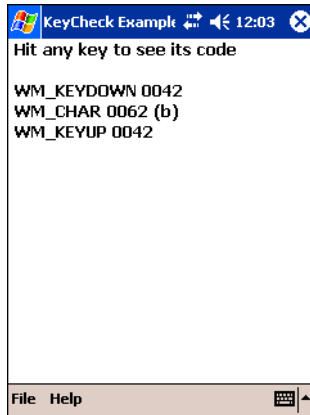 KeyCheck Example 12:03
Hit any key to see its code
WM_KEYDOWN 0042
WM_CHAR 0062 (b)
WM_KEYUP 0042
File Help